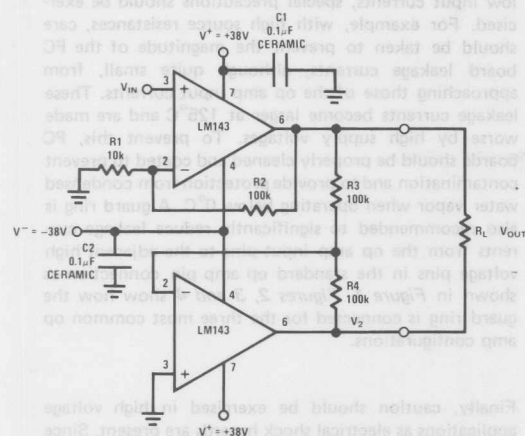 low input currents, special precautions should be exer-
cised. For example, with high source resistances, care
should be taken to prevent the magnitude of the PC
board leakage currents, although quite small, from
approaching those of the op amp input currents. These
leakage currents become larger at 125°C and are made
worse by high supply voltages. To prevent this, PC
boards should be properly cleaned and coated to prevent
contamination and to provide protection from condensed
water vapor when operating below 0°C. A guard ring is
also recommended to significantly reduce leakage
rents from the op amp input pins to the adjacent high
voltage pins in the standard op amp pin connection
shown in Figure Figures 2, 3 and 4 show how the
guard ring is connected for the three most common op
amp configurations.
Finally, caution should be exercised in high voltage
applications as electrical shock hazards are present. Since
V⁺ = +38V
C1
0.1µF
CERAMIC
VIN
3
+
7
LM143
6
2
−
4
R1
10k
R2
100k
R3
100k
V⁻ = −38V
C2
0.1µF
CERAMIC
RL
+
VOUT
−
R4
100k
V2
2
−
4
LM143
6
3
+
7
V⁺ = +38V